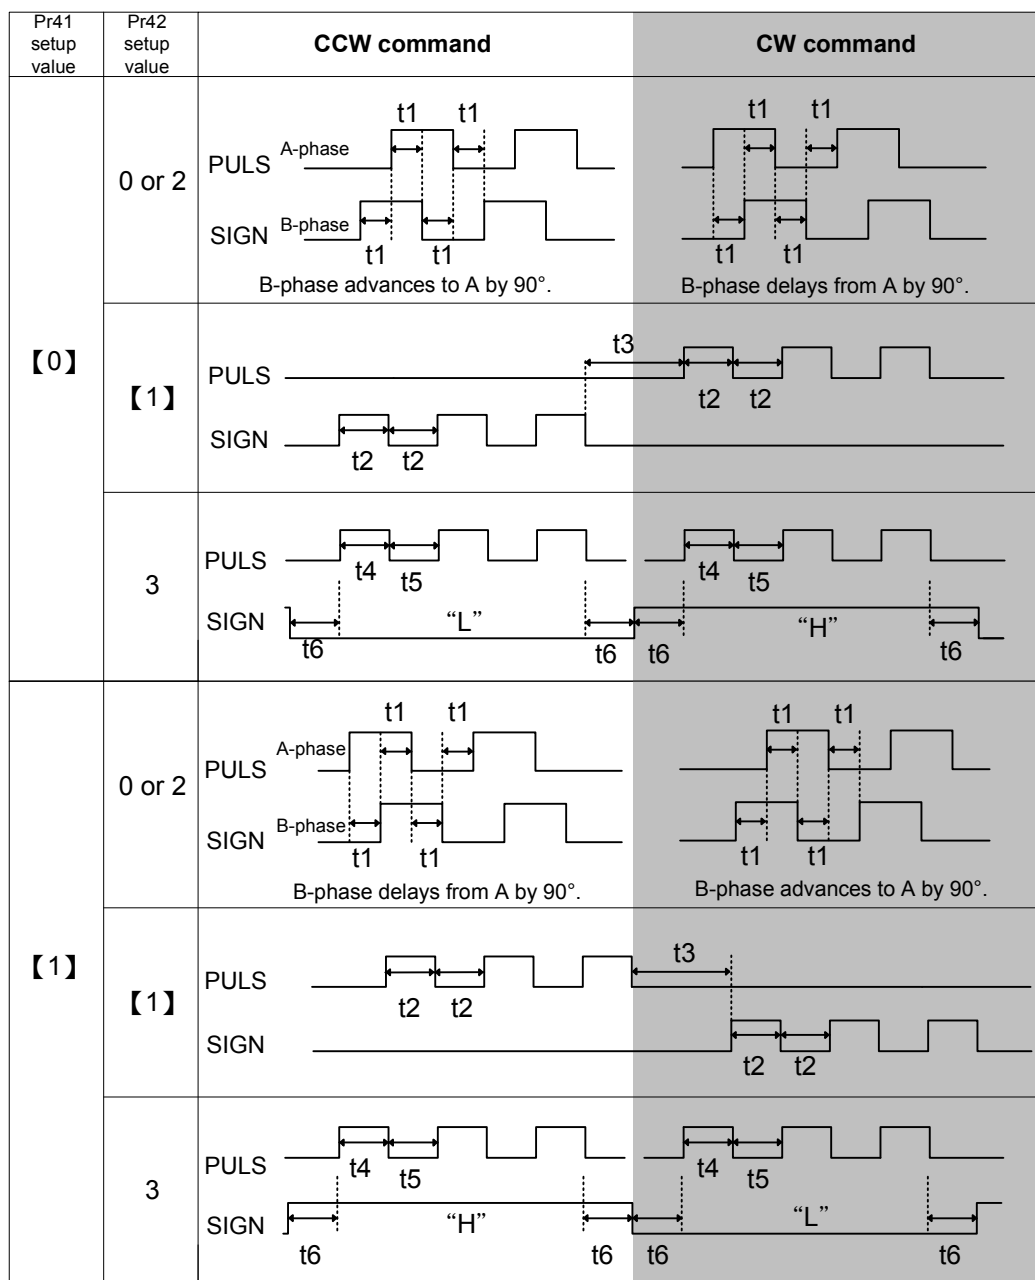 Pr41 setup value
Pr42 setup value
CCW command
CW command
【0】
0 or 2
t1 t1
t1 t1
PULS A-phase
SIGN B-phase
t1 t1
t1 t1
B-phase advances to A by 90°.
B-phase delays from A by 90°.
【1】
t3
PULS
t2 t2
SIGN
t2 t2
3
PULS
t4 t5
t4 t5
SIGN
“L”
“H”
t6 t6 t6 t6
【1】
0 or 2
t1 t1
t1 t1
A-phase
PULS
B-phase
SIGN
t1 t1
t1 t1
B-phase delays from A by 90°.
B-phase advances to A by 90°.
【1】
t3
PULS
t2 t2
SIGN
t2 t2
3
PULS
t4 t5
t4 t5
SIGN
“H”
“L”
t6 t6 t6 t6